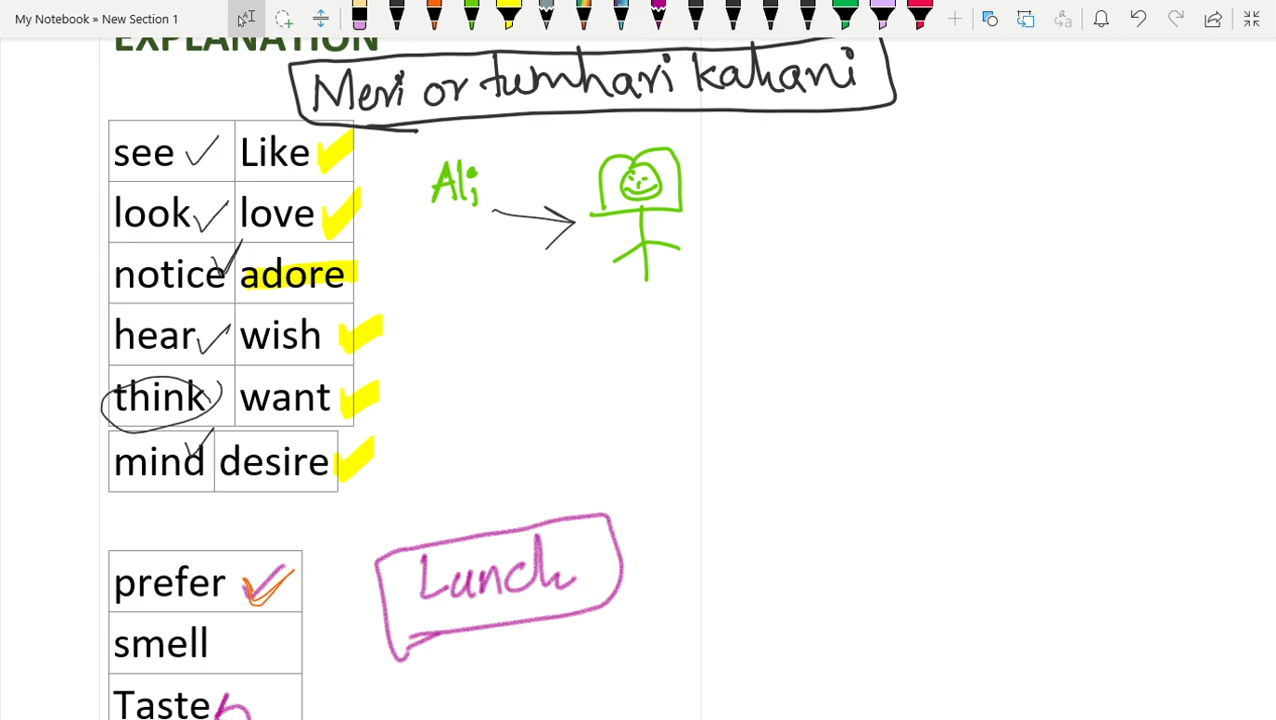 My Notebook » New Section 1
EXPLANATION
Meri or tumhari kahani
see Like
look love
notice adore
hear wish
think want
mind desire
Ali
prefer
smell
Taste
Lunch